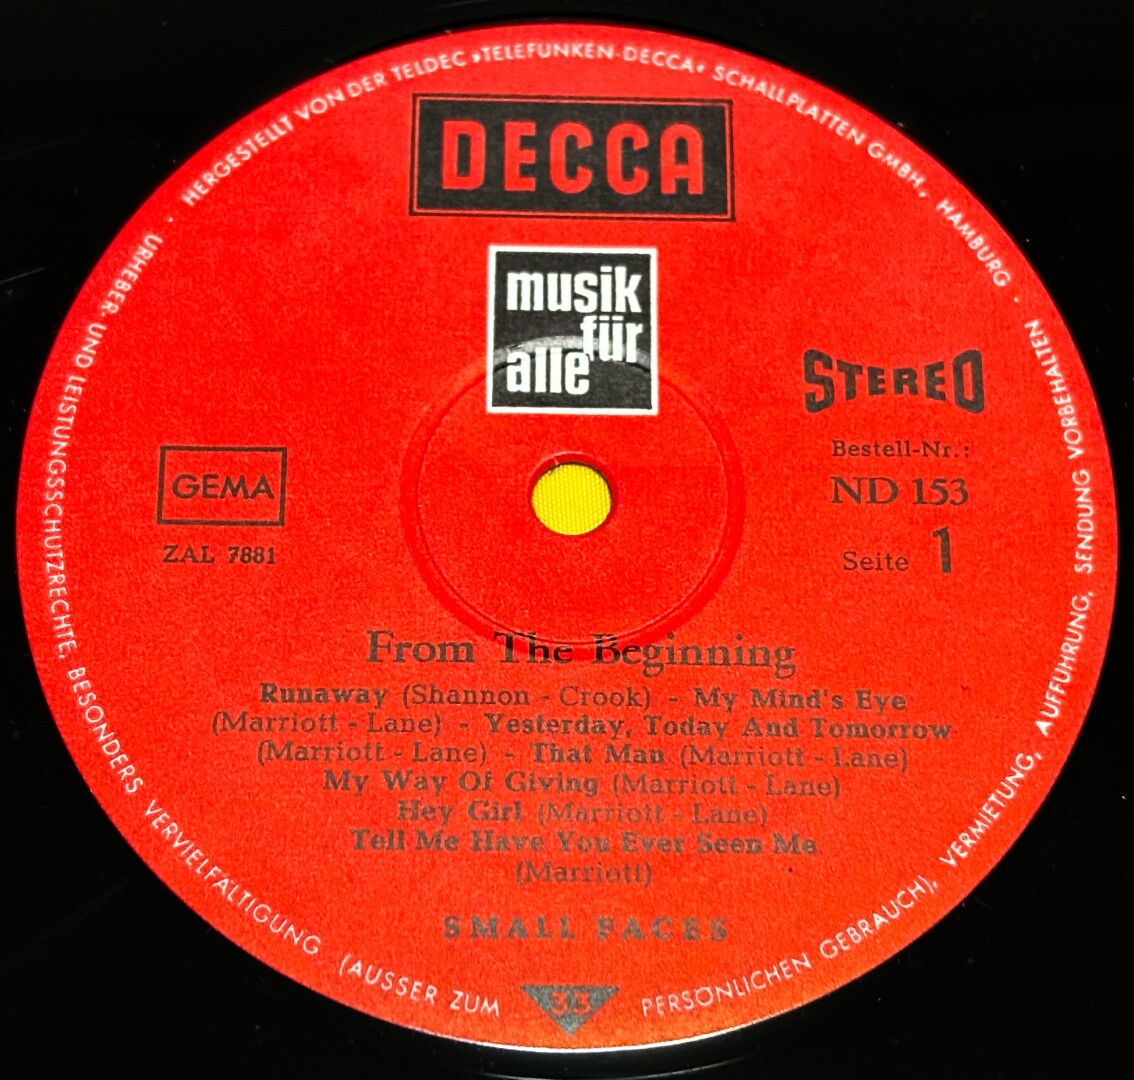 HERGESTELLT VON DER TELDEC »TELEFUNKEN-DECCA« SCHALLPLATTEN GMBH., HAMBURG ·
URHEBER- UND LEISTUNGSSCHUTZRECHTE, BESONDERS VERVIELFÄLTIGUNG (AUSSER ZUM PERSÖNLICHEN GEBRAUCH), VERMIETUNG, AUFFÜHRUNG, SENDUNG VORBEHALTEN ·
DECCA
musik
für
alle
STEREO
GEMA
ZAL 7881
Bestell-Nr.:
ND 153
Seite 1
From The Beginning
Runaway (Shannon - Crook) - My Mind's Eye
(Marriott - Lane) - Yesterday, Today And Tomorrow
(Marriott - Lane) - That Man (Marriott - Lane)
My Way Of Giving (Marriott - Lane)
Hey Girl (Marriott - Lane)
Tell Me Have You Ever Seen Me
(Marriott)
SMALL FACES
33